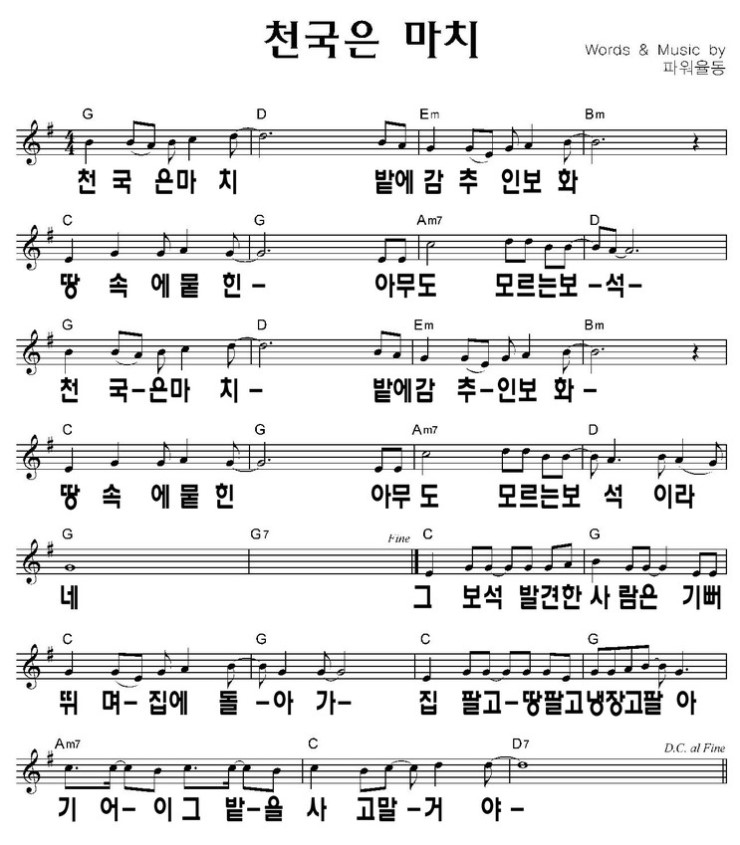 천국은 마치
Words & Music by
파워율동
G D Em Bm
천 국 은마 치 밭에 감 추 인보 화
C G Am7 D
땅 속 에묻 힌- 아무도 모르는보 -석-
G D Em Bm
천 국-은마 치- 밭에감 추-인보 화-
C G Am7 D
땅 속 에묻 힌 아무 도 모르는보 석 이라
G G7 Fine C G
네 그 보석 발견한 사 람은 기뻐
C G C G
뛰 며- 집에 돌 -아 가- 집 팔고-땅팔고냉장고팔 아
Am7 C D7 D.C. al Fine
기 어- 이그 밭-을 사 고말-거 야-